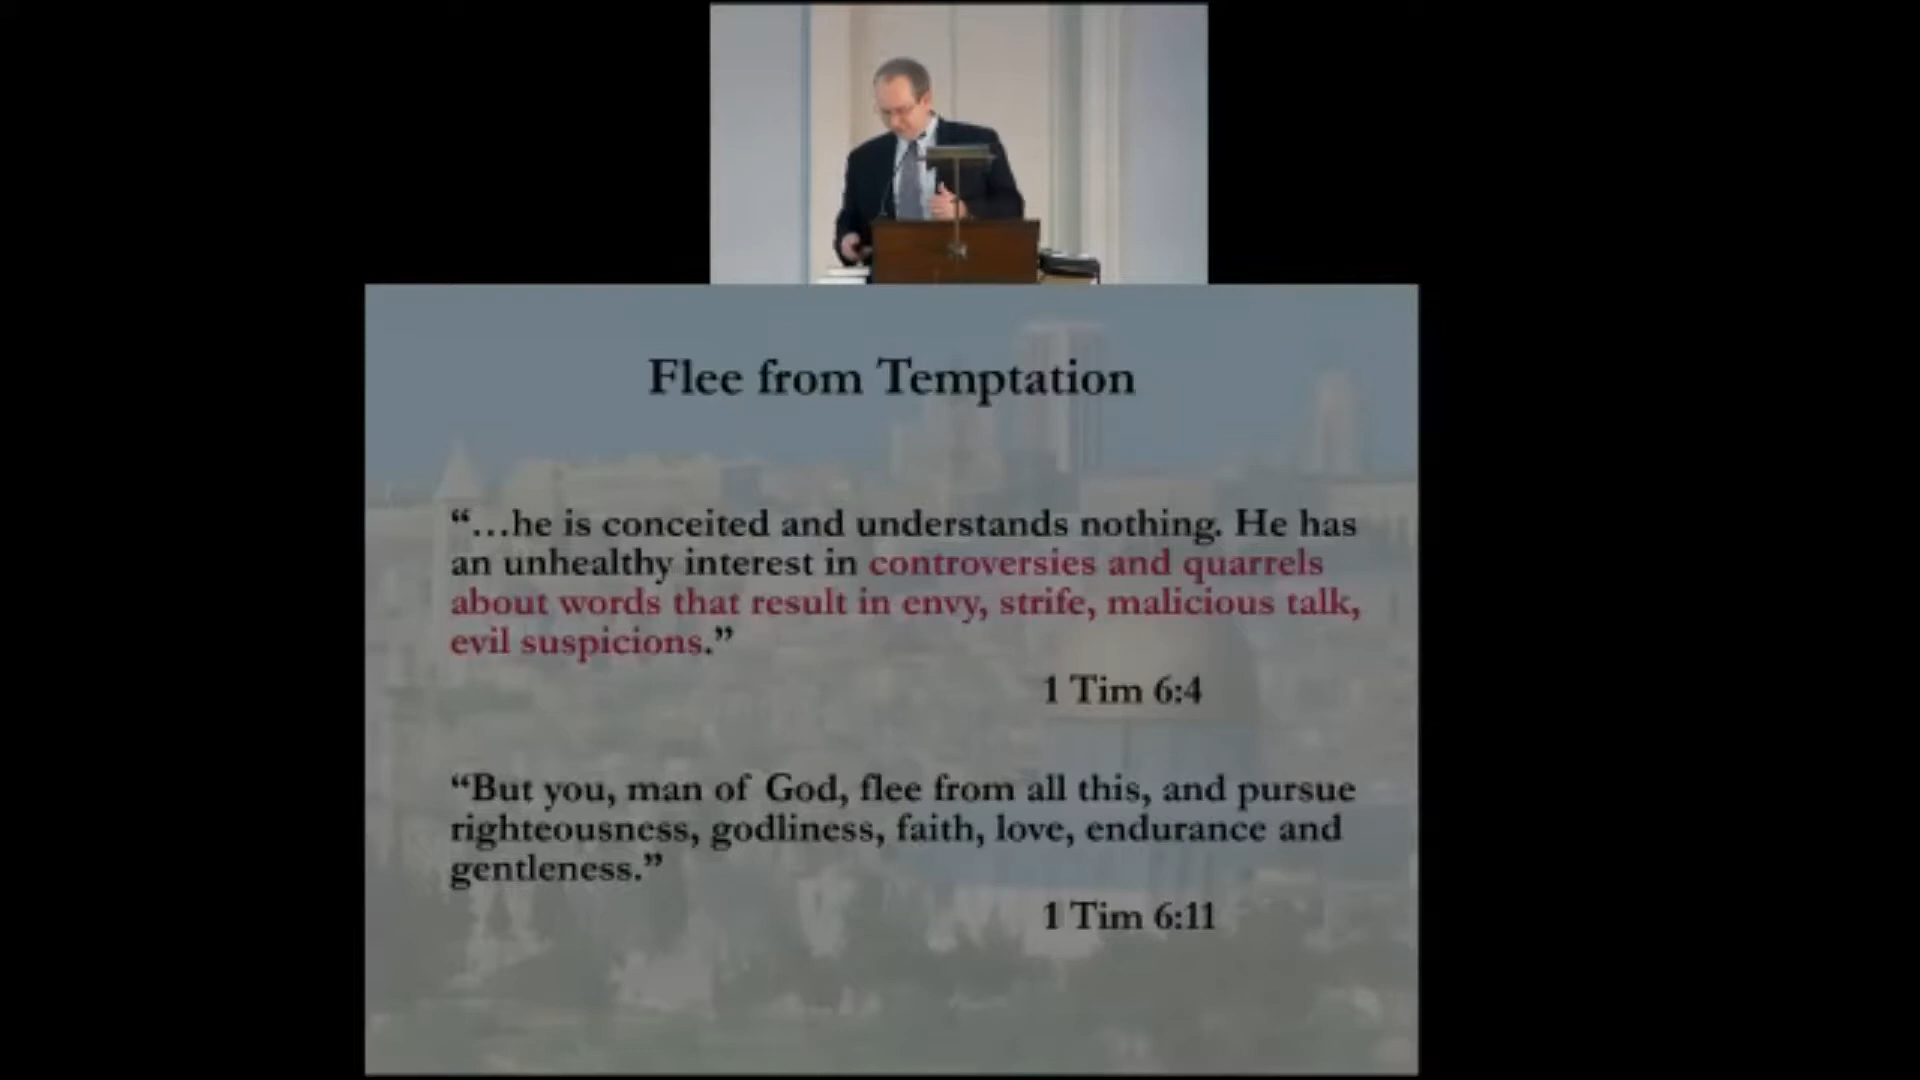 Flee from Temptation
“…he is conceited and understands nothing. He has
an unhealthy interest in controversies and quarrels
about words that result in envy, strife, malicious talk,
evil suspicions.”
1 Tim 6:4
“But you, man of God, flee from all this, and pursue
righteousness, godliness, faith, love, endurance and
gentleness.”
1 Tim 6:11